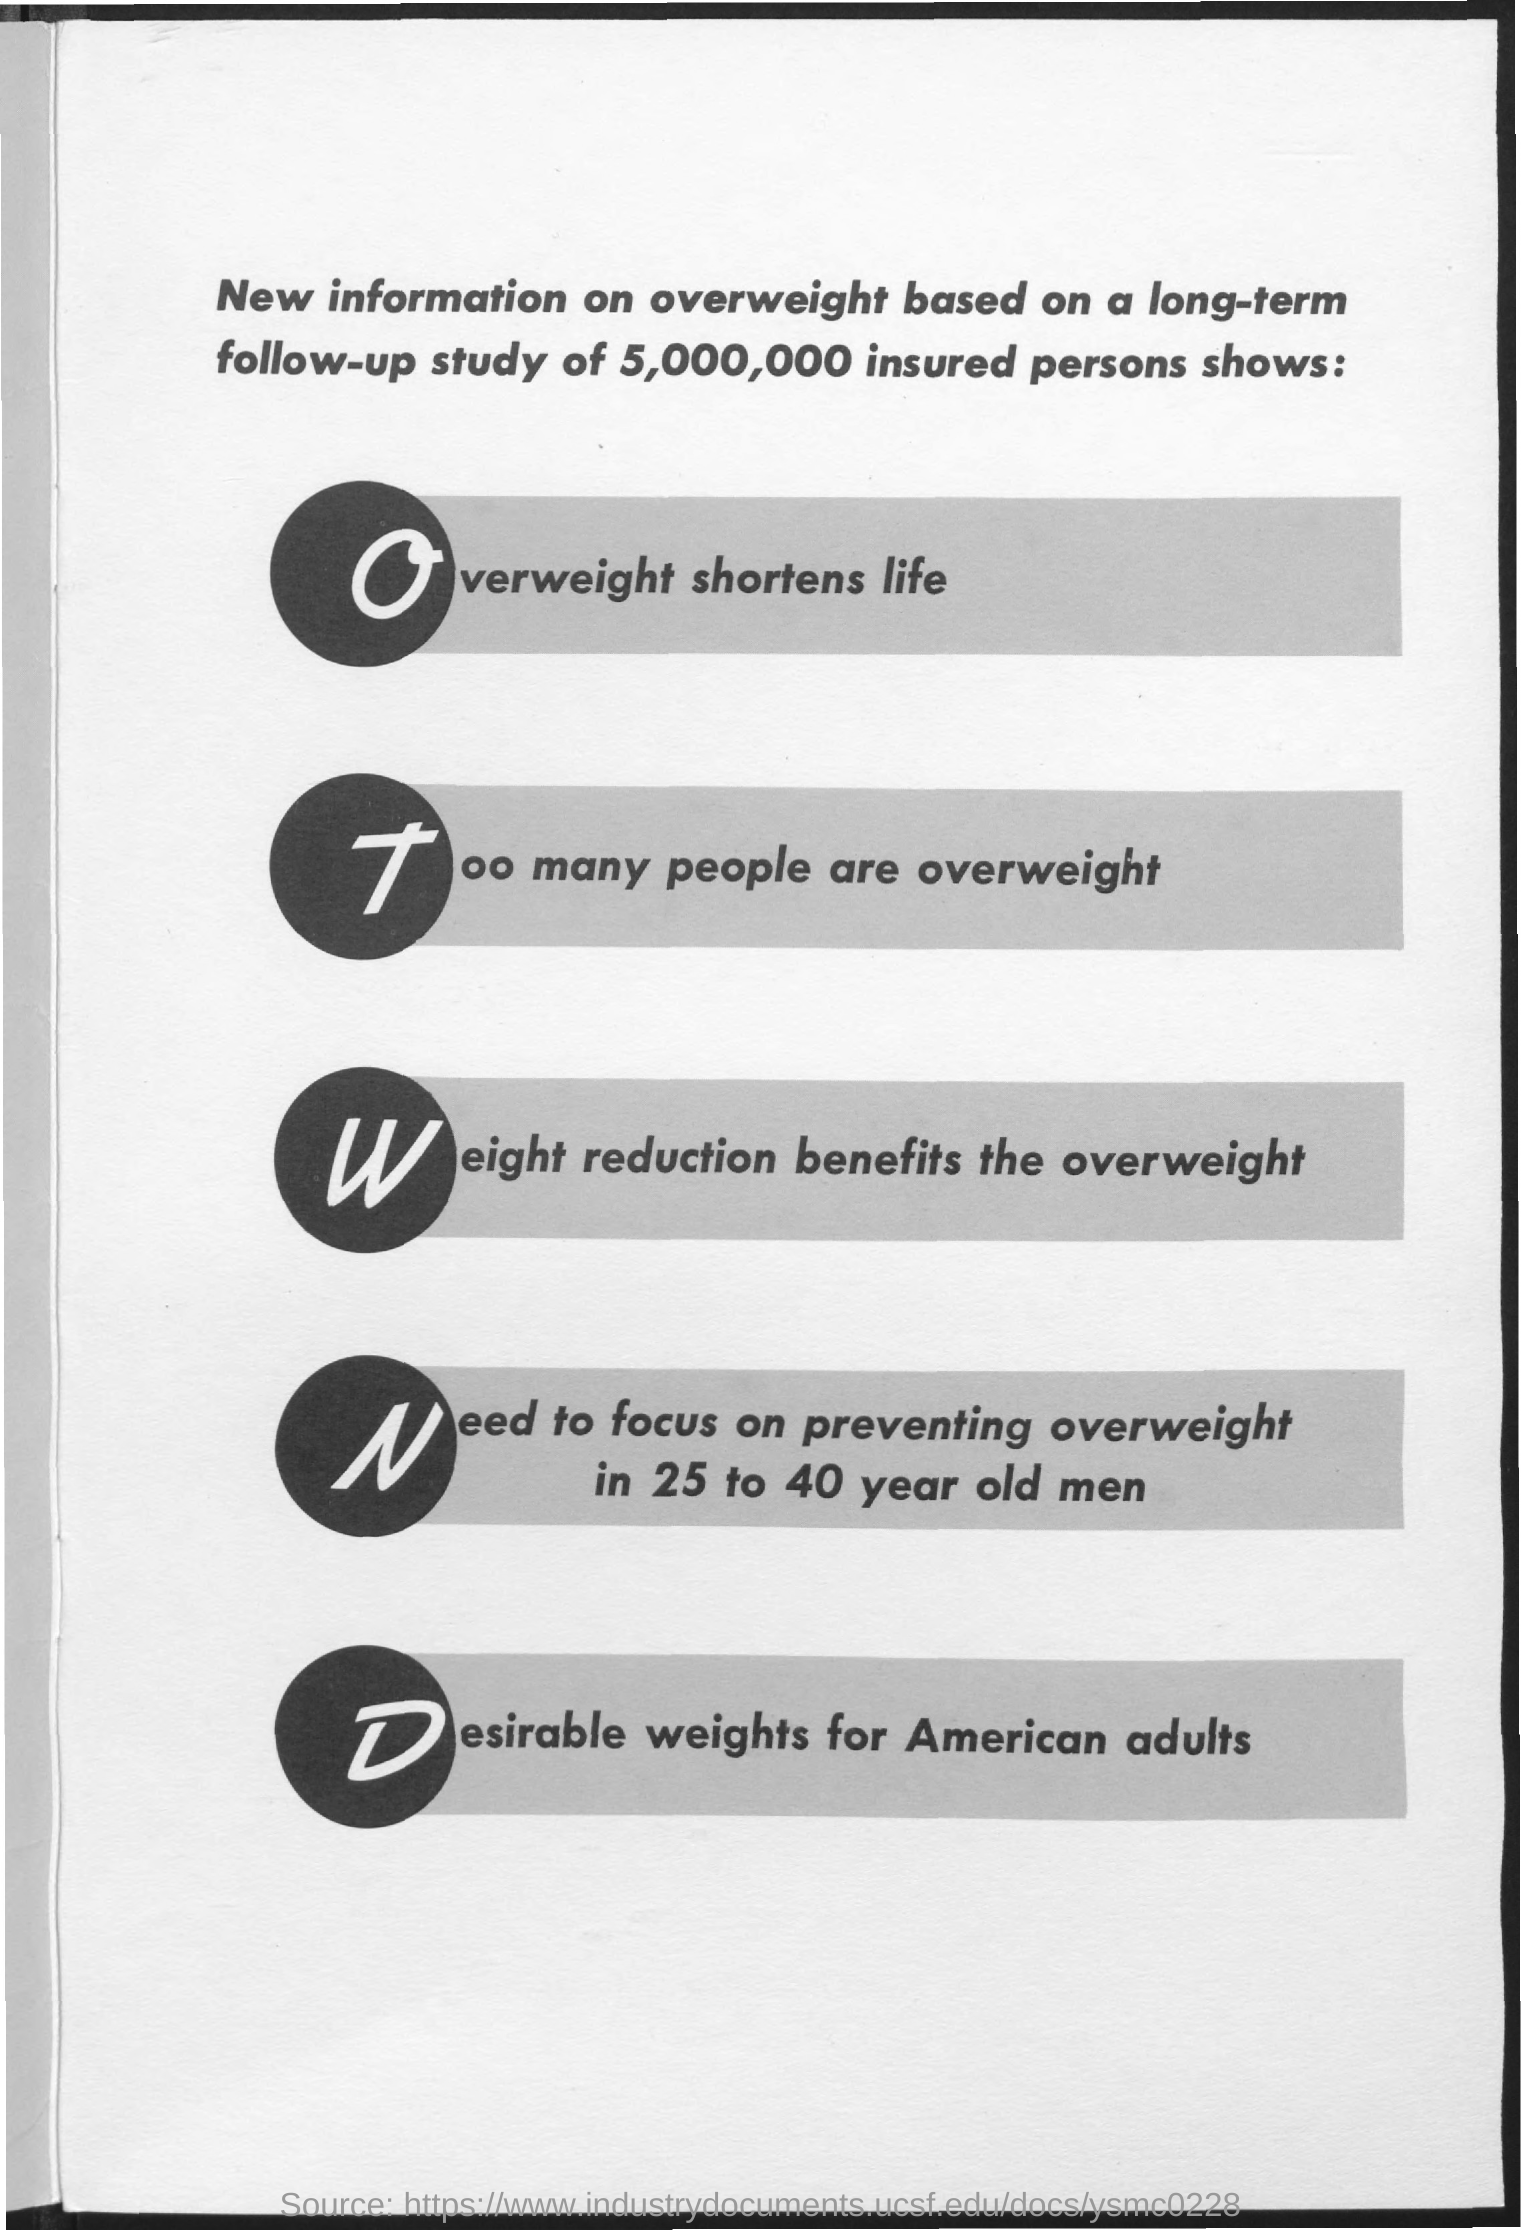 New information on overweight based on a long-term
follow-up study of 5,000,000 insured persons shows:
Overweight shortens life
Too many people are overweight
Weight reduction benefits the overweight
Need to focus on preventing overweight
in 25 to 40 year old men
Desirable weights for American adults
Source: https://www.industrydocuments.ucsf.edu/docs/ysmc0228